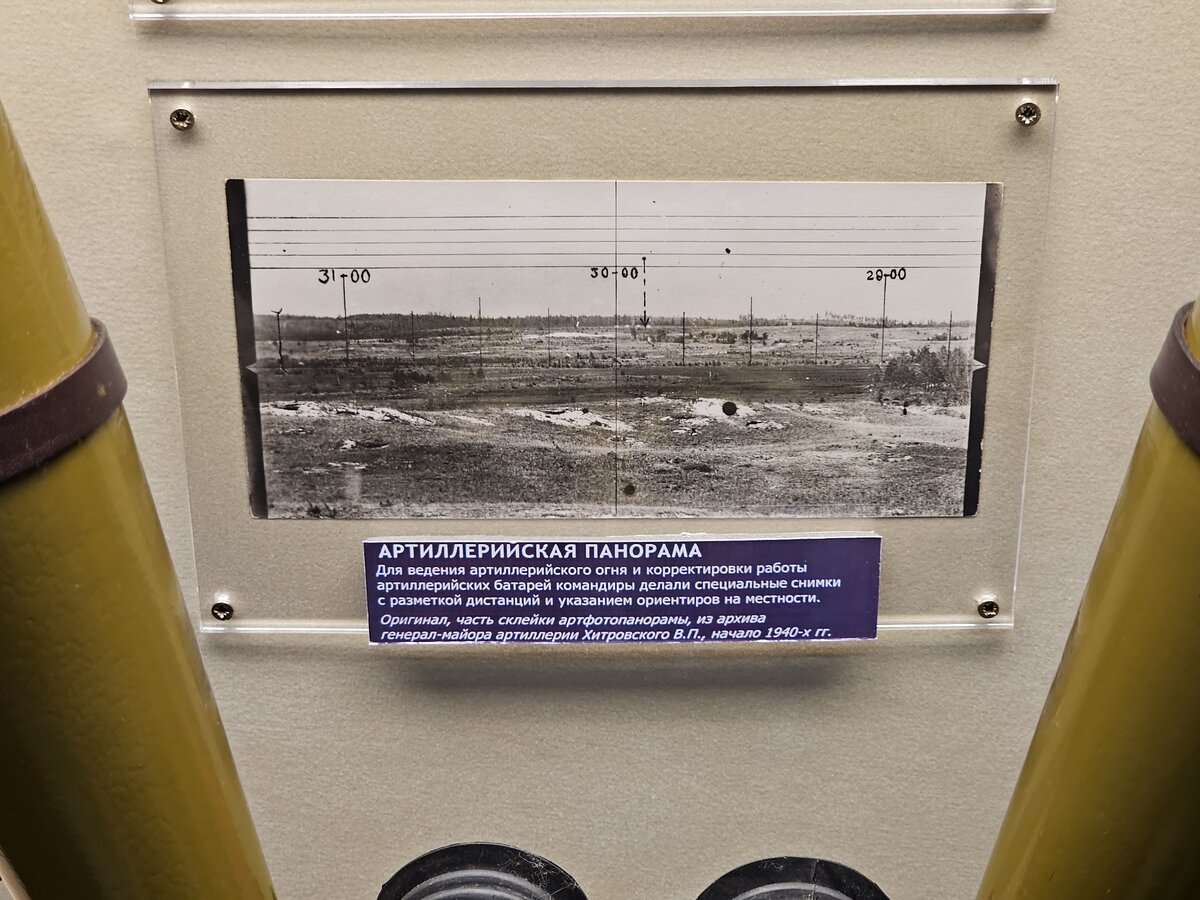 31-00 30-00 29-00
АРТИЛЛЕРИЙСКАЯ ПАНОРАМА
Для ведения артиллерийского огня и корректировки работы
артиллерийских батарей командиры делали специальные снимки
с разметкой дистанций и указанием ориентиров на местности.
Оригинал, часть склейки артфотопанорамы, из архива
генерал-майора артиллерии Хитровского В.П., начало 1940-х гг.